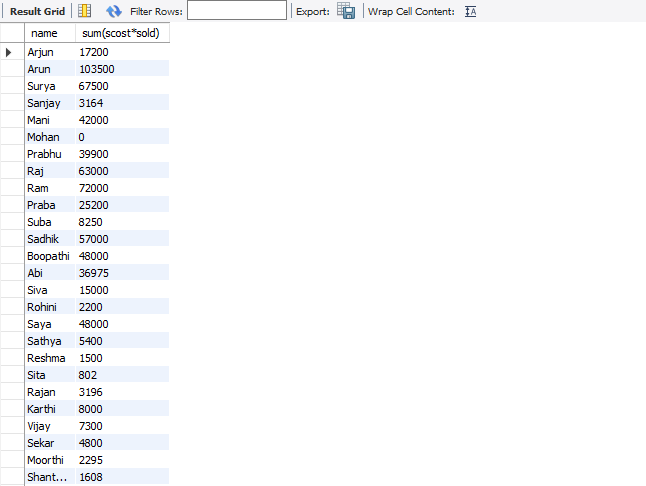 Result Grid Filter Rows: Export: Wrap Cell Content: IA
name sum(scost*sold)
Arjun 17200
Arun 103500
Surya 67500
Sanjay 3164
Mani 42000
Mohan 0
Prabhu 39900
Raj 63000
Ram 72000
Praba 25200
Suba 8250
Sadhik 57000
Boopathi 48000
Abi 36975
Siva 15000
Rohini 2200
Saya 48000
Sathya 5400
Reshma 1500
Sita 802
Rajan 3196
Karthi 8000
Vijay 7300
Sekar 4800
Moorthi 2295
Shant... 1608